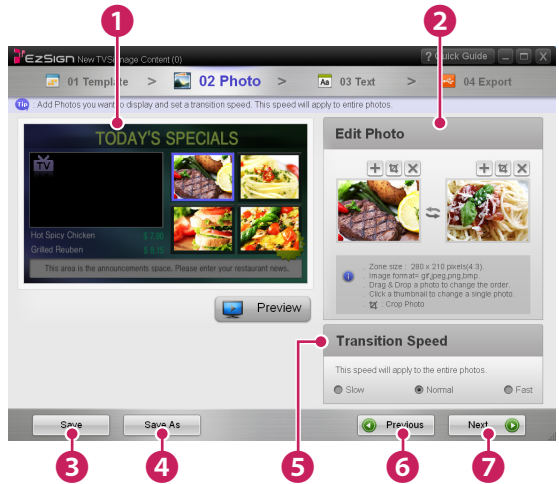 1
2
EzSign New TVSignage Content (0)
? Quick Guide
01 Template > 02 Photo > 03 Text > 04 Export
Tip Add Photos you want to display and set a transition speed. This speed will apply to entire photos.
TODAY'S SPECIALS
TV
Hot Spicy Chicken $ 7.00
Grilled Reuben $ 8.15
This area is the announcements space. Please enter your restaurant news.
Preview
Edit Photo
Zone size : 280 x 210 pixels(4:3).
Image format= gif,jpeg,png,bmp.
Drag & Drop a photo to change the order.
Click a thumbnail to change a single photo.
: Crop Photo
Transition Speed
This speed will apply to the entire photos.
Slow Normal Fast
Save Save As Previous Next
3 4 5 6 7